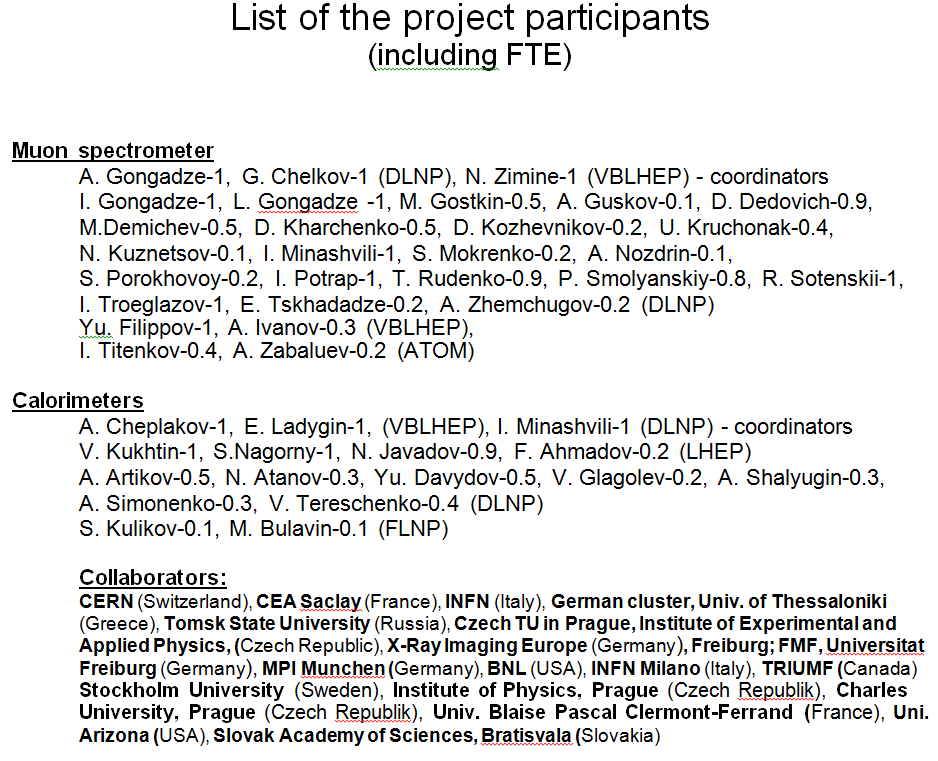 List of the project participants
(including FTE)
Muon spectrometer
A. Gongadze-1, G. Chelkov-1 (DLNP), N. Zimine-1 (VBLHEP) - coordinators
I. Gongadze-1, L. Gongadze -1, M. Gostkin-0.5, A. Guskov-0.1, D. Dedovich-0.9,
M.Demichev-0.5, D. Kharchenko-0.5, D. Kozhevnikov-0.2, U. Kruchonak-0.4,
N. Kuznetsov-0.1, I. Minashvili-1, S. Mokrenko-0.2, A. Nozdrin-0.1,
S. Porokhovoy-0.2, I. Potrap-1, T. Rudenko-0.9, P. Smolyanskiy-0.8, R. Sotenskii-1,
I. Troeglazov-1, E. Tskhadadze-0.2, A. Zhemchugov-0.2 (DLNP)
Yu. Filippov-1, A. Ivanov-0.3 (VBLHEP),
I. Titenkov-0.4, A. Zabaluev-0.2 (ATOM)
Calorimeters
A. Cheplakov-1, E. Ladygin-1, (VBLHEP), I. Minashvili-1 (DLNP) - coordinators
V. Kukhtin-1, S.Nagorny-1, N. Javadov-0.9, F. Ahmadov-0.2 (LHEP)
A. Artikov-0.5, N. Atanov-0.3, Yu. Davydov-0.5, V. Glagolev-0.2, A. Shalyugin-0.3,
A. Simonenko-0.3, V. Tereschenko-0.4 (DLNP)
S. Kulikov-0.1, M. Bulavin-0.1 (FLNP)
Collaborators:
CERN (Switzerland), CEA Saclay (France), INFN (Italy), German cluster, Univ. of Thessaloniki
(Greece), Tomsk State University (Russia), Czech TU in Prague, Institute of Experimental and
Applied Physics, (Czech Republic), X-Ray Imaging Europe (Germany), Freiburg; FMF, Universitat
Freiburg (Germany), MPI Munchen (Germany), BNL (USA), INFN Milano (Italy), TRIUMF (Canada)
Stockholm University (Sweden), Institute of Physics, Prague (Czech Republik), Charles
University, Prague (Czech Republik), Univ. Blaise Pascal Clermont-Ferrand (France), Uni.
Arizona (USA), Slovak Academy of Sciences, Bratisvala (Slovakia)